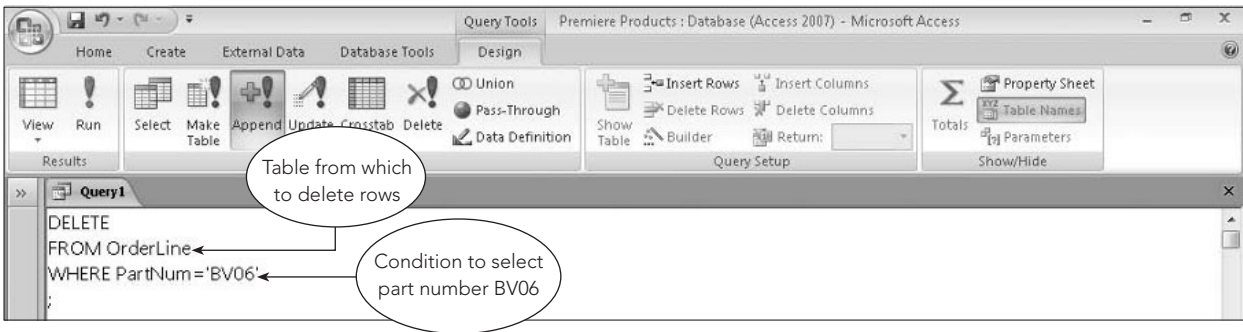 Query Tools
Premiere Products : Database (Access 2007) - Microsoft Access
Home Create External Data Database Tools Design
View
Run
Results
Select
Make Table
Append
Update
Crosstab
Delete
Union
Pass-Through
Data Definition
Show Table
Insert Rows
Delete Rows
Builder
Insert Columns
Delete Columns
Return:
Query Setup
Totals
Property Sheet
XYZ
Table Names
Parameters
Show/Hide
Table from which
to delete rows
Query1
DELETE
FROM OrderLine
WHERE PartNum='BV06'
;
Condition to select
part number BV06